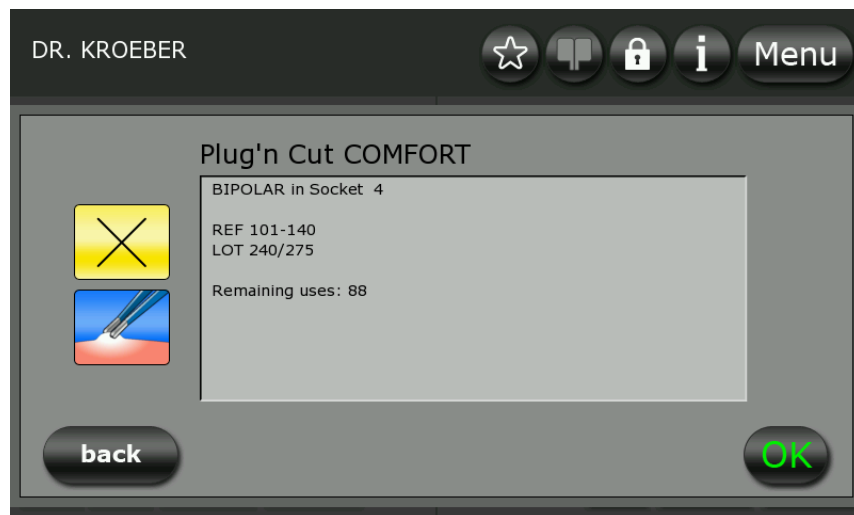 DR. KROEBER
i
Menu
Plug'n Cut COMFORT
BIPOLAR in Socket 4
REF 101-140
LOT 240/275
Remaining uses: 88
back
OK